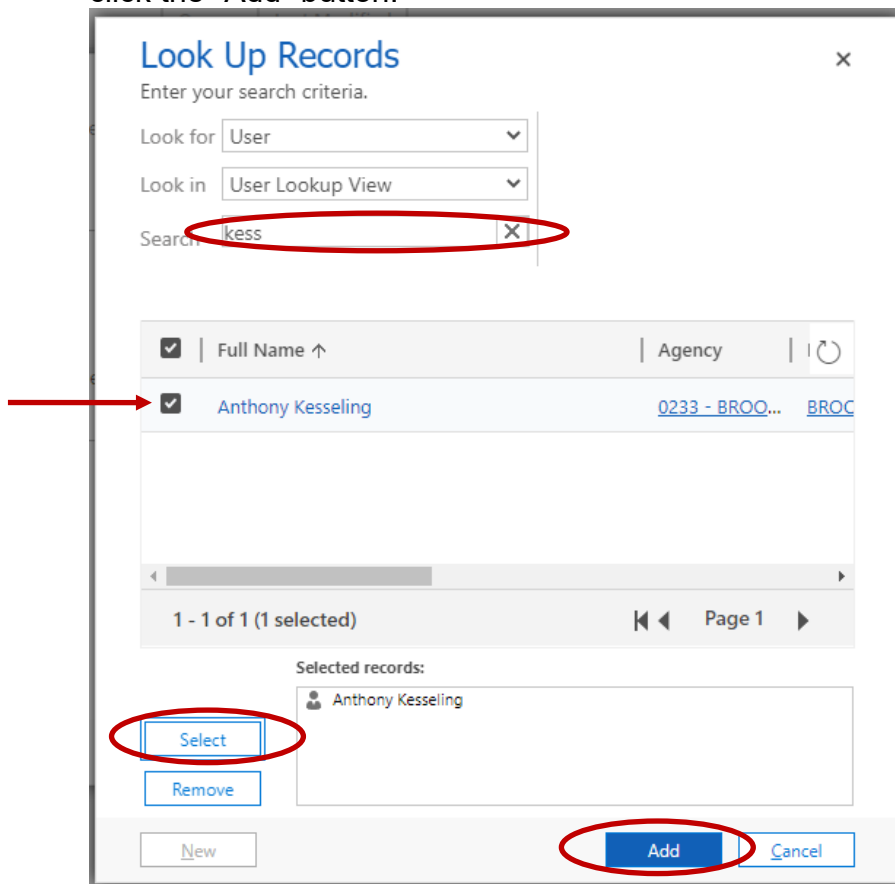 Look Up Records
Enter your search criteria.
Look for User
Look in User Lookup View
Search kess
Full Name ↑ Agency
Anthony Kesseling 0233 - BROO... BROC
1 - 1 of 1 (1 selected) Page 1
Selected records:
Anthony Kesseling
Select
Remove
New Add Cancel